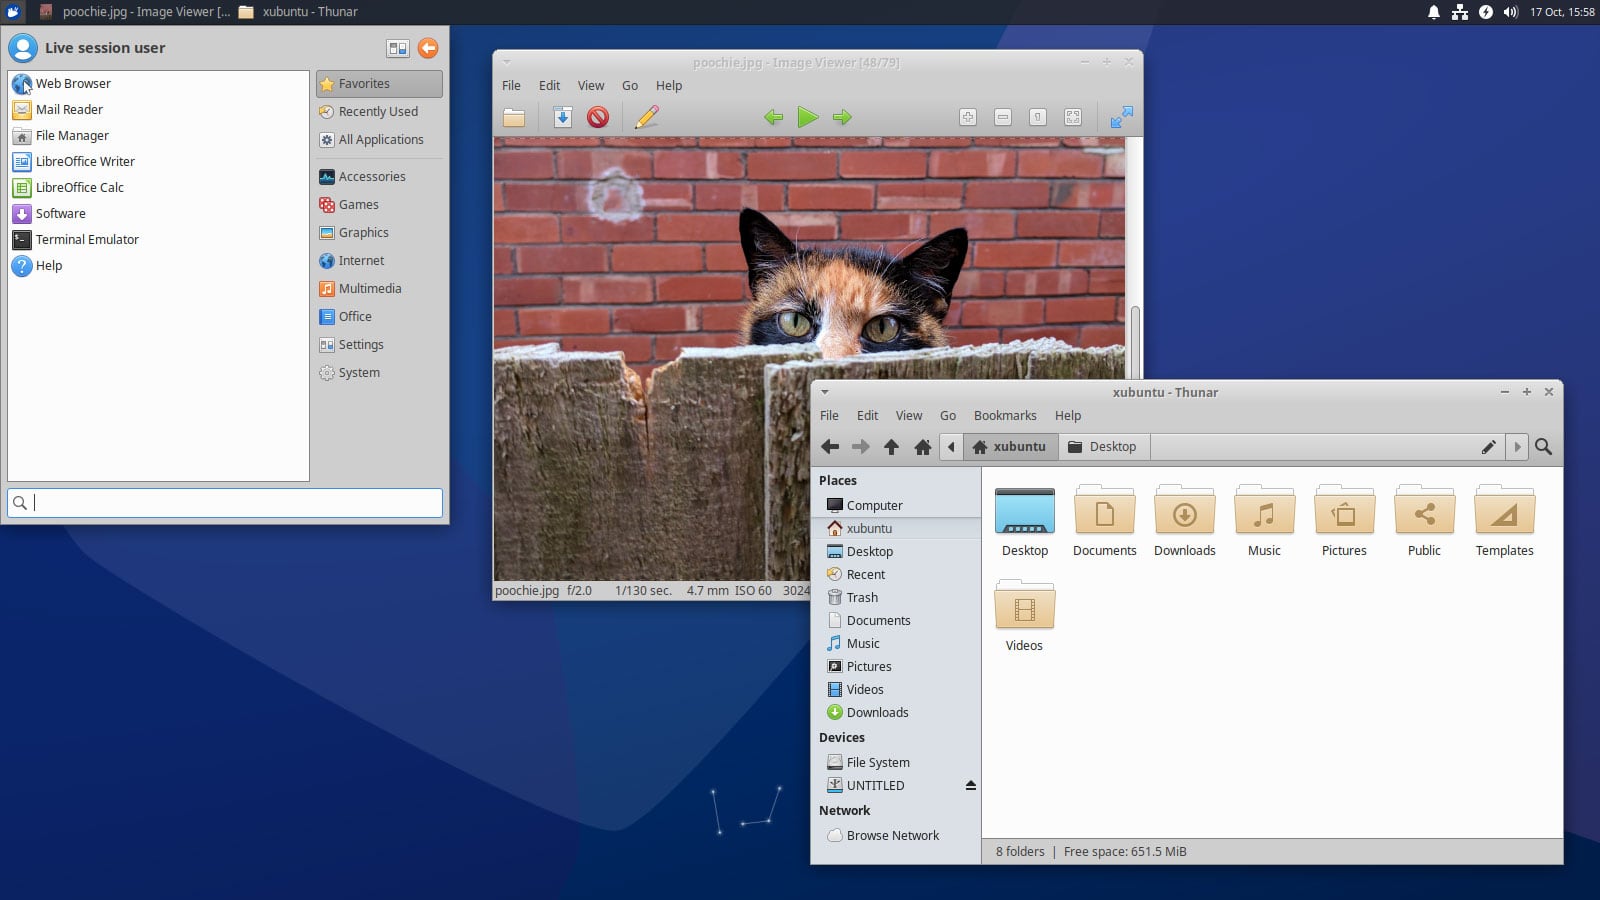 poochie.jpg - Image Viewer [...
xubuntu - Thunar
17 Oct, 15:58
Live session user
Web Browser
Mail Reader
File Manager
LibreOffice Writer
LibreOffice Calc
Software
Terminal Emulator
Help
Favorites
Recently Used
All Applications
Accessories
Games
Graphics
Internet
Multimedia
Office
Settings
System
poochie.jpg - Image Viewer [48/79]
File Edit View Go Help
poochie.jpg f/2.0 1/130 sec. 4.7 mm ISO 60 3024
xubuntu - Thunar
File Edit View Go Bookmarks Help
xubuntu Desktop
Places
Computer
xubuntu
Desktop
Recent
Trash
Documents
Music
Pictures
Videos
Downloads
Devices
File System
UNTITLED
Network
Browse Network
Desktop Documents Downloads Music Pictures Public Templates
Videos
8 folders | Free space: 651.5 MiB